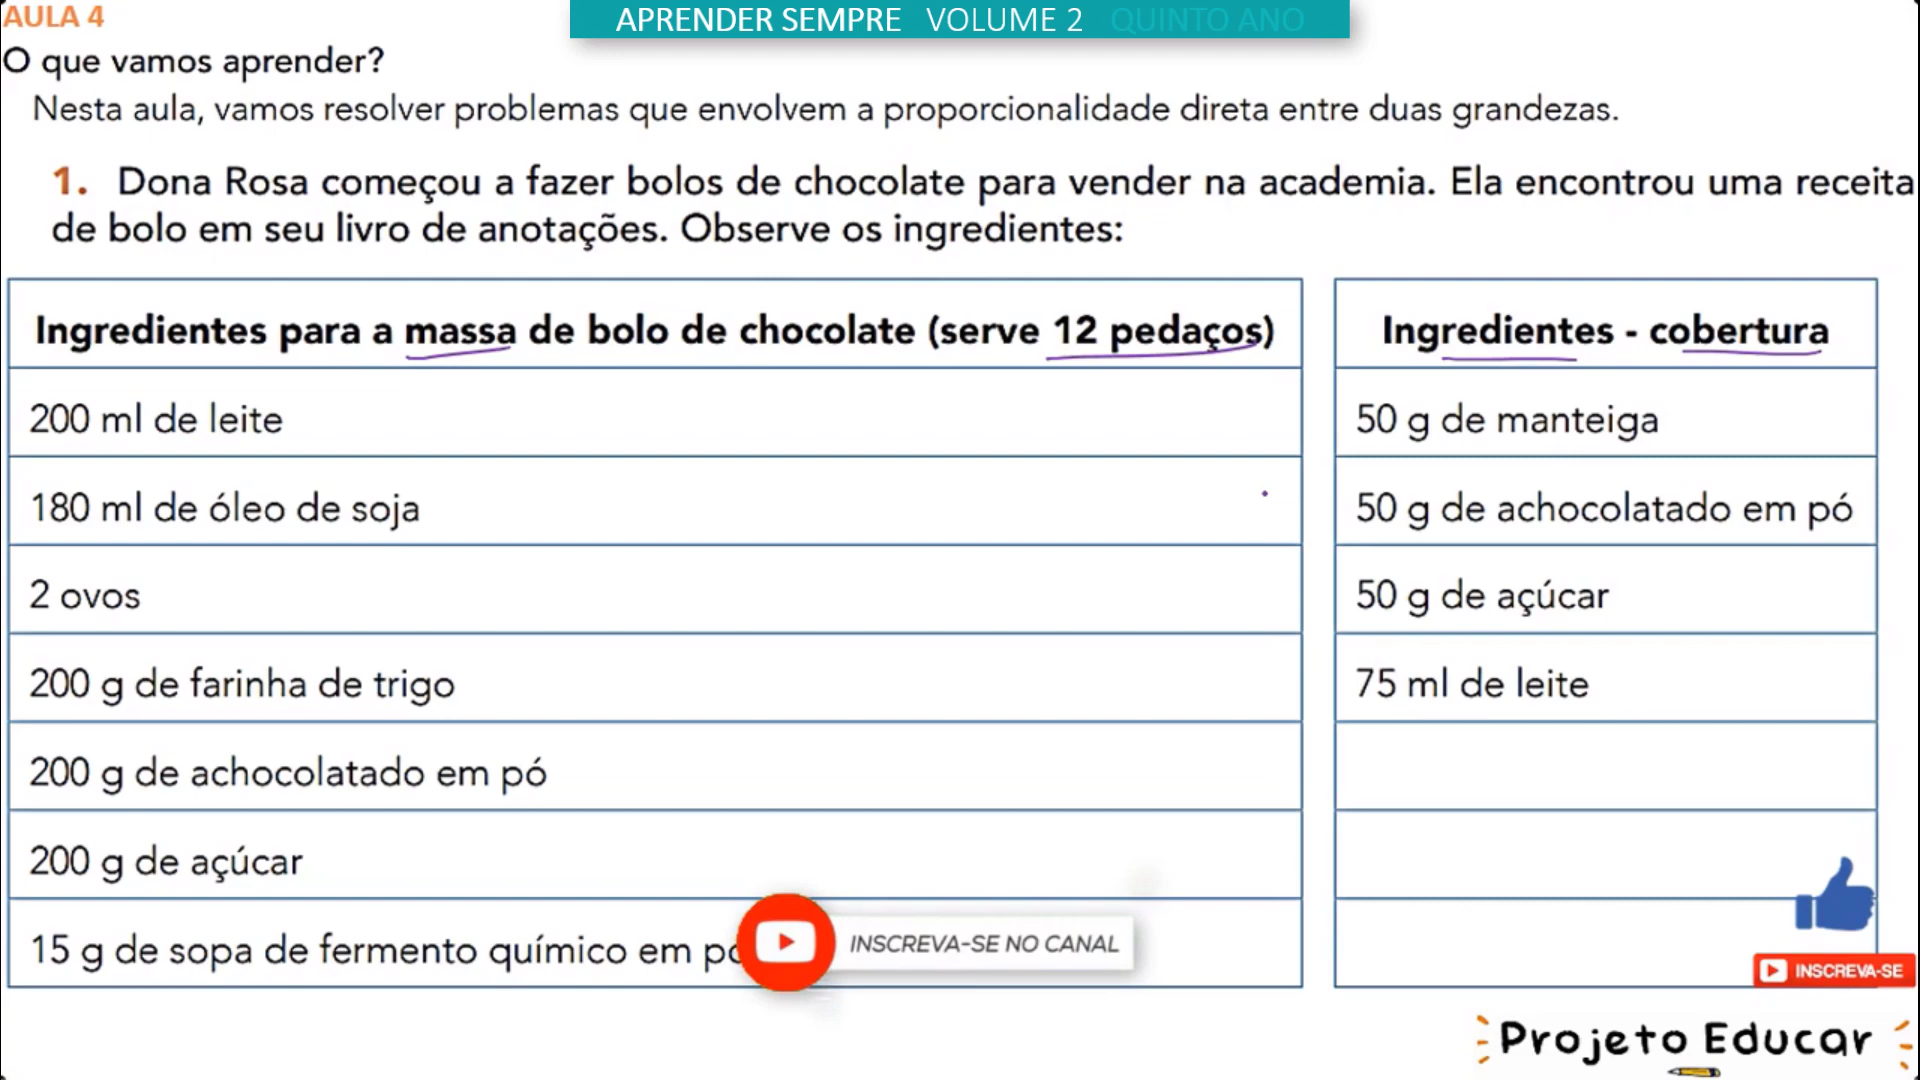 AULA 4
APRENDER SEMPRE VOLUME 2 QUINTO ANO
O que vamos aprender?
Nesta aula, vamos resolver problemas que envolvem a proporcionalidade direta entre duas grandezas.
1. Dona Rosa começou a fazer bolos de chocolate para vender na academia. Ela encontrou uma receita
de bolo em seu livro de anotações. Observe os ingredientes:
Ingredientes para a massa de bolo de chocolate (serve 12 pedaços)
200 ml de leite
180 ml de óleo de soja
2 ovos
200 g de farinha de trigo
200 g de achocolatado em pó
200 g de açúcar
15 g de sopa de fermento químico em
Ingredientes - cobertura
50 g de manteiga
50 g de achocolatado em pó
50 g de açúcar
75 ml de leite
INSCREVA-SE NO CANAL
INSCREVA-SE
Projeto Educar